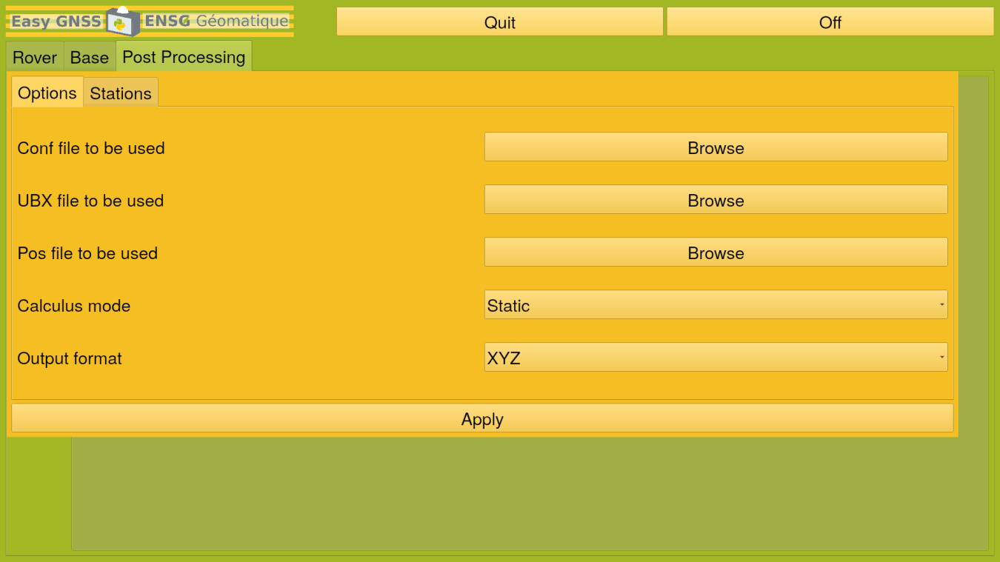 Easy GNSS ENSG Géomatique
Quit
Off
Rover Base Post Processing
Options Stations
Conf file to be used Browse
UBX file to be used Browse
Pos file to be used Browse
Calculus mode Static
Output format XYZ
Apply